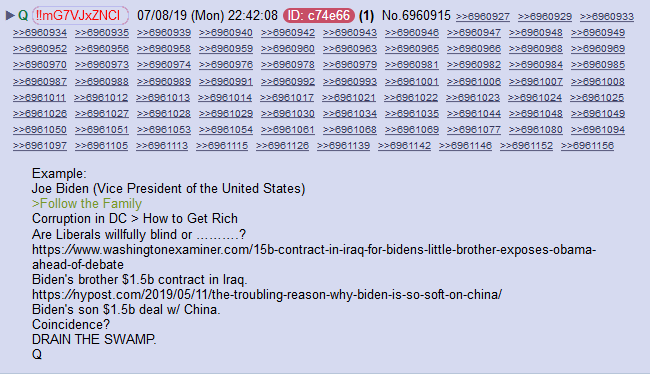 ▶ Q !!mG7VJxZNCI 07/08/19 (Mon) 22:42:08 ID: c74e66 (1) No.6960915 >>6960927 >>6960929 >>6960933
>>6960934 >>6960935 >>6960939 >>6960940 >>6960942 >>6960943 >>6960946 >>6960947 >>6960948 >>6960949
>>6960952 >>6960956 >>6960958 >>6960959 >>6960960 >>6960963 >>6960965 >>6960966 >>6960968 >>6960969
>>6960970 >>6960973 >>6960974 >>6960976 >>6960978 >>6960979 >>6960981 >>6960982 >>6960984 >>6960985
>>6960987 >>6960988 >>6960989 >>6960991 >>6960992 >>6960993 >>6961001 >>6961006 >>6961007 >>6961008
>>6961011 >>6961012 >>6961013 >>6961014 >>6961017 >>6961021 >>6961022 >>6961023 >>6961024 >>6961025
>>6961026 >>6961027 >>6961028 >>6961029 >>6961030 >>6961034 >>6961035 >>6961044 >>6961048 >>6961049
>>6961050 >>6961051 >>6961053 >>6961054 >>6961061 >>6961068 >>6961069 >>6961077 >>6961080 >>6961094
>>6961097 >>6961105 >>6961113 >>6961115 >>6961126 >>6961139 >>6961142 >>6961146 >>6961152 >>6961156
Example:
Joe Biden (Vice President of the United States)
>Follow the Family
Corruption in DC > How to Get Rich
Are Liberals willfully blind or ……….?
https://www.washingtonexaminer.com/15b-contract-in-iraq-for-bidens-little-brother-exposes-obama-
ahead-of-debate
Biden's brother $1.5b contract in Iraq.
https://nypost.com/2019/05/11/the-troubling-reason-why-biden-is-so-soft-on-china/
Biden's son $1.5b deal w/ China.
Coincidence?
DRAIN THE SWAMP.
Q